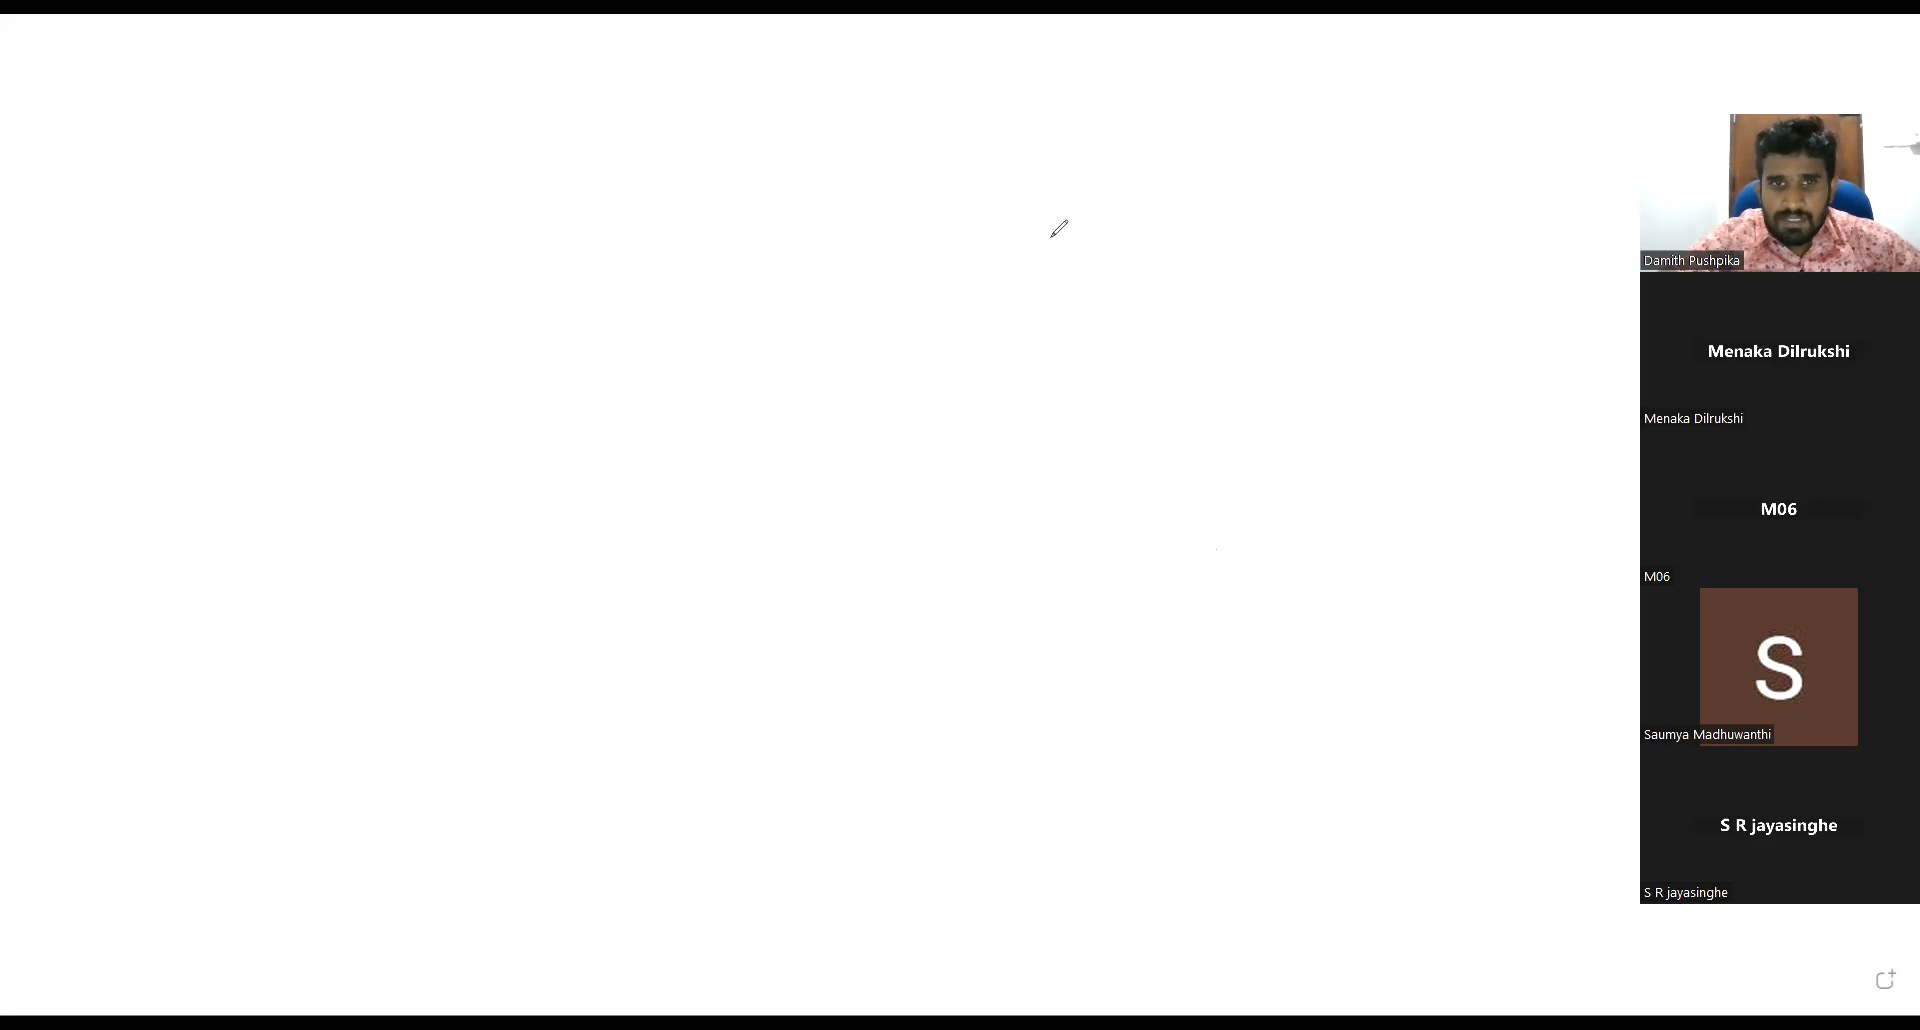 Damith Pushpika
Menaka Dilrukshi
Menaka Dilrukshi
M06
M06
S
Saumya Madhuwanthi
S R jayasinghe
S R jayasinghe